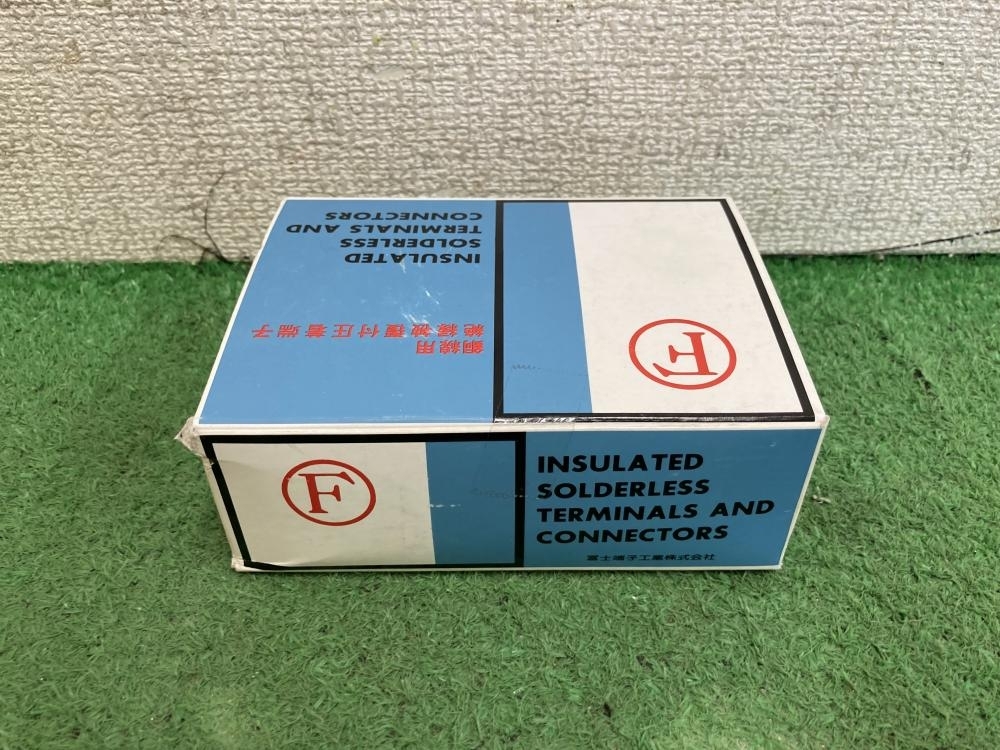 INSULATED
SOLDERLESS
TERMINALS AND
CONNECTORS
銅線用
絶縁被覆付圧着端子
F
F
INSULATED
SOLDERLESS
TERMINALS AND
CONNECTORS
冨士端子工業株式会社